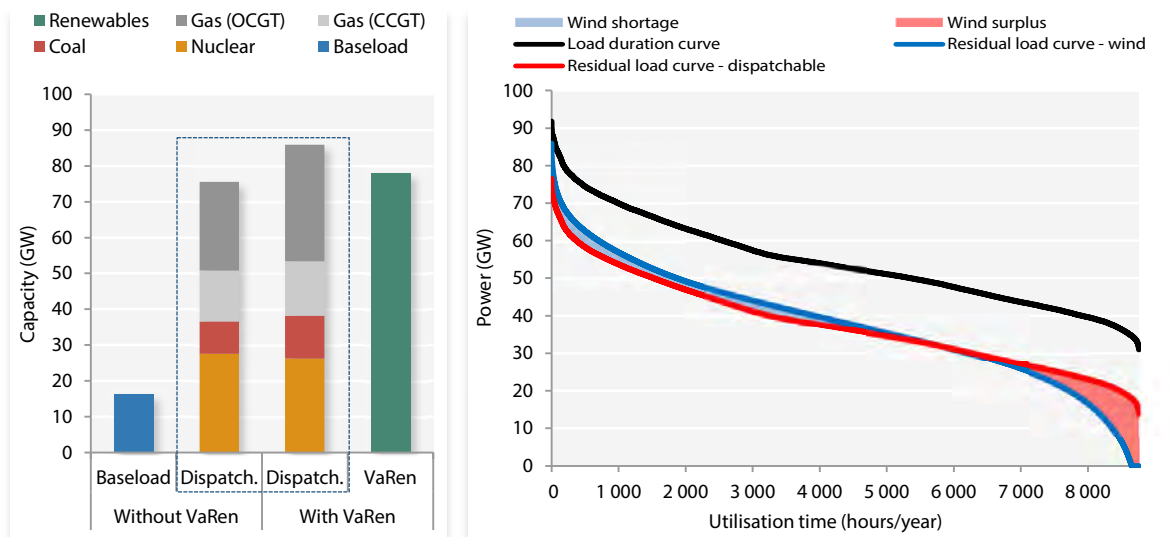 Renewables Gas (OCGT) Gas (CCGT)
Coal Nuclear Baseload
Capacity (GW)
100
90
80
70
60
50
40
30
20
10
0
Baseload Dispatch. Dispatch. VaRen
Without VaRen With VaRen
Wind shortage Wind surplus
Load duration curve Residual load curve - wind
Residual load curve - dispatchable
Power (GW)
100
90
80
70
60
50
40
30
20
10
0
0 1 000 2 000 3 000 4 000 5 000 6 000 7 000 8 000
Utilisation time (hours/year)